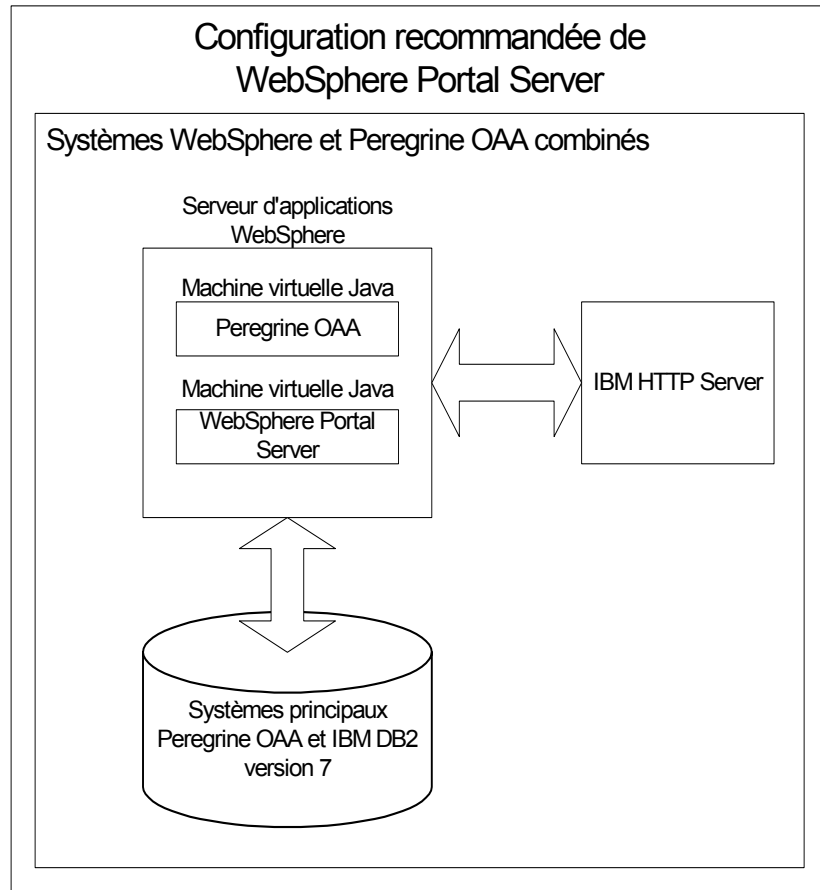 Configuration recommandée de
WebSphere Portal Server
Systèmes WebSphere et Peregrine OAA combinés
Serveur d'applications
WebSphere
Machine virtuelle Java
Peregrine OAA
Machine virtuelle Java
WebSphere Portal
Server
IBM HTTP Server
Systèmes principaux
Peregrine OAA et IBM DB2
version 7